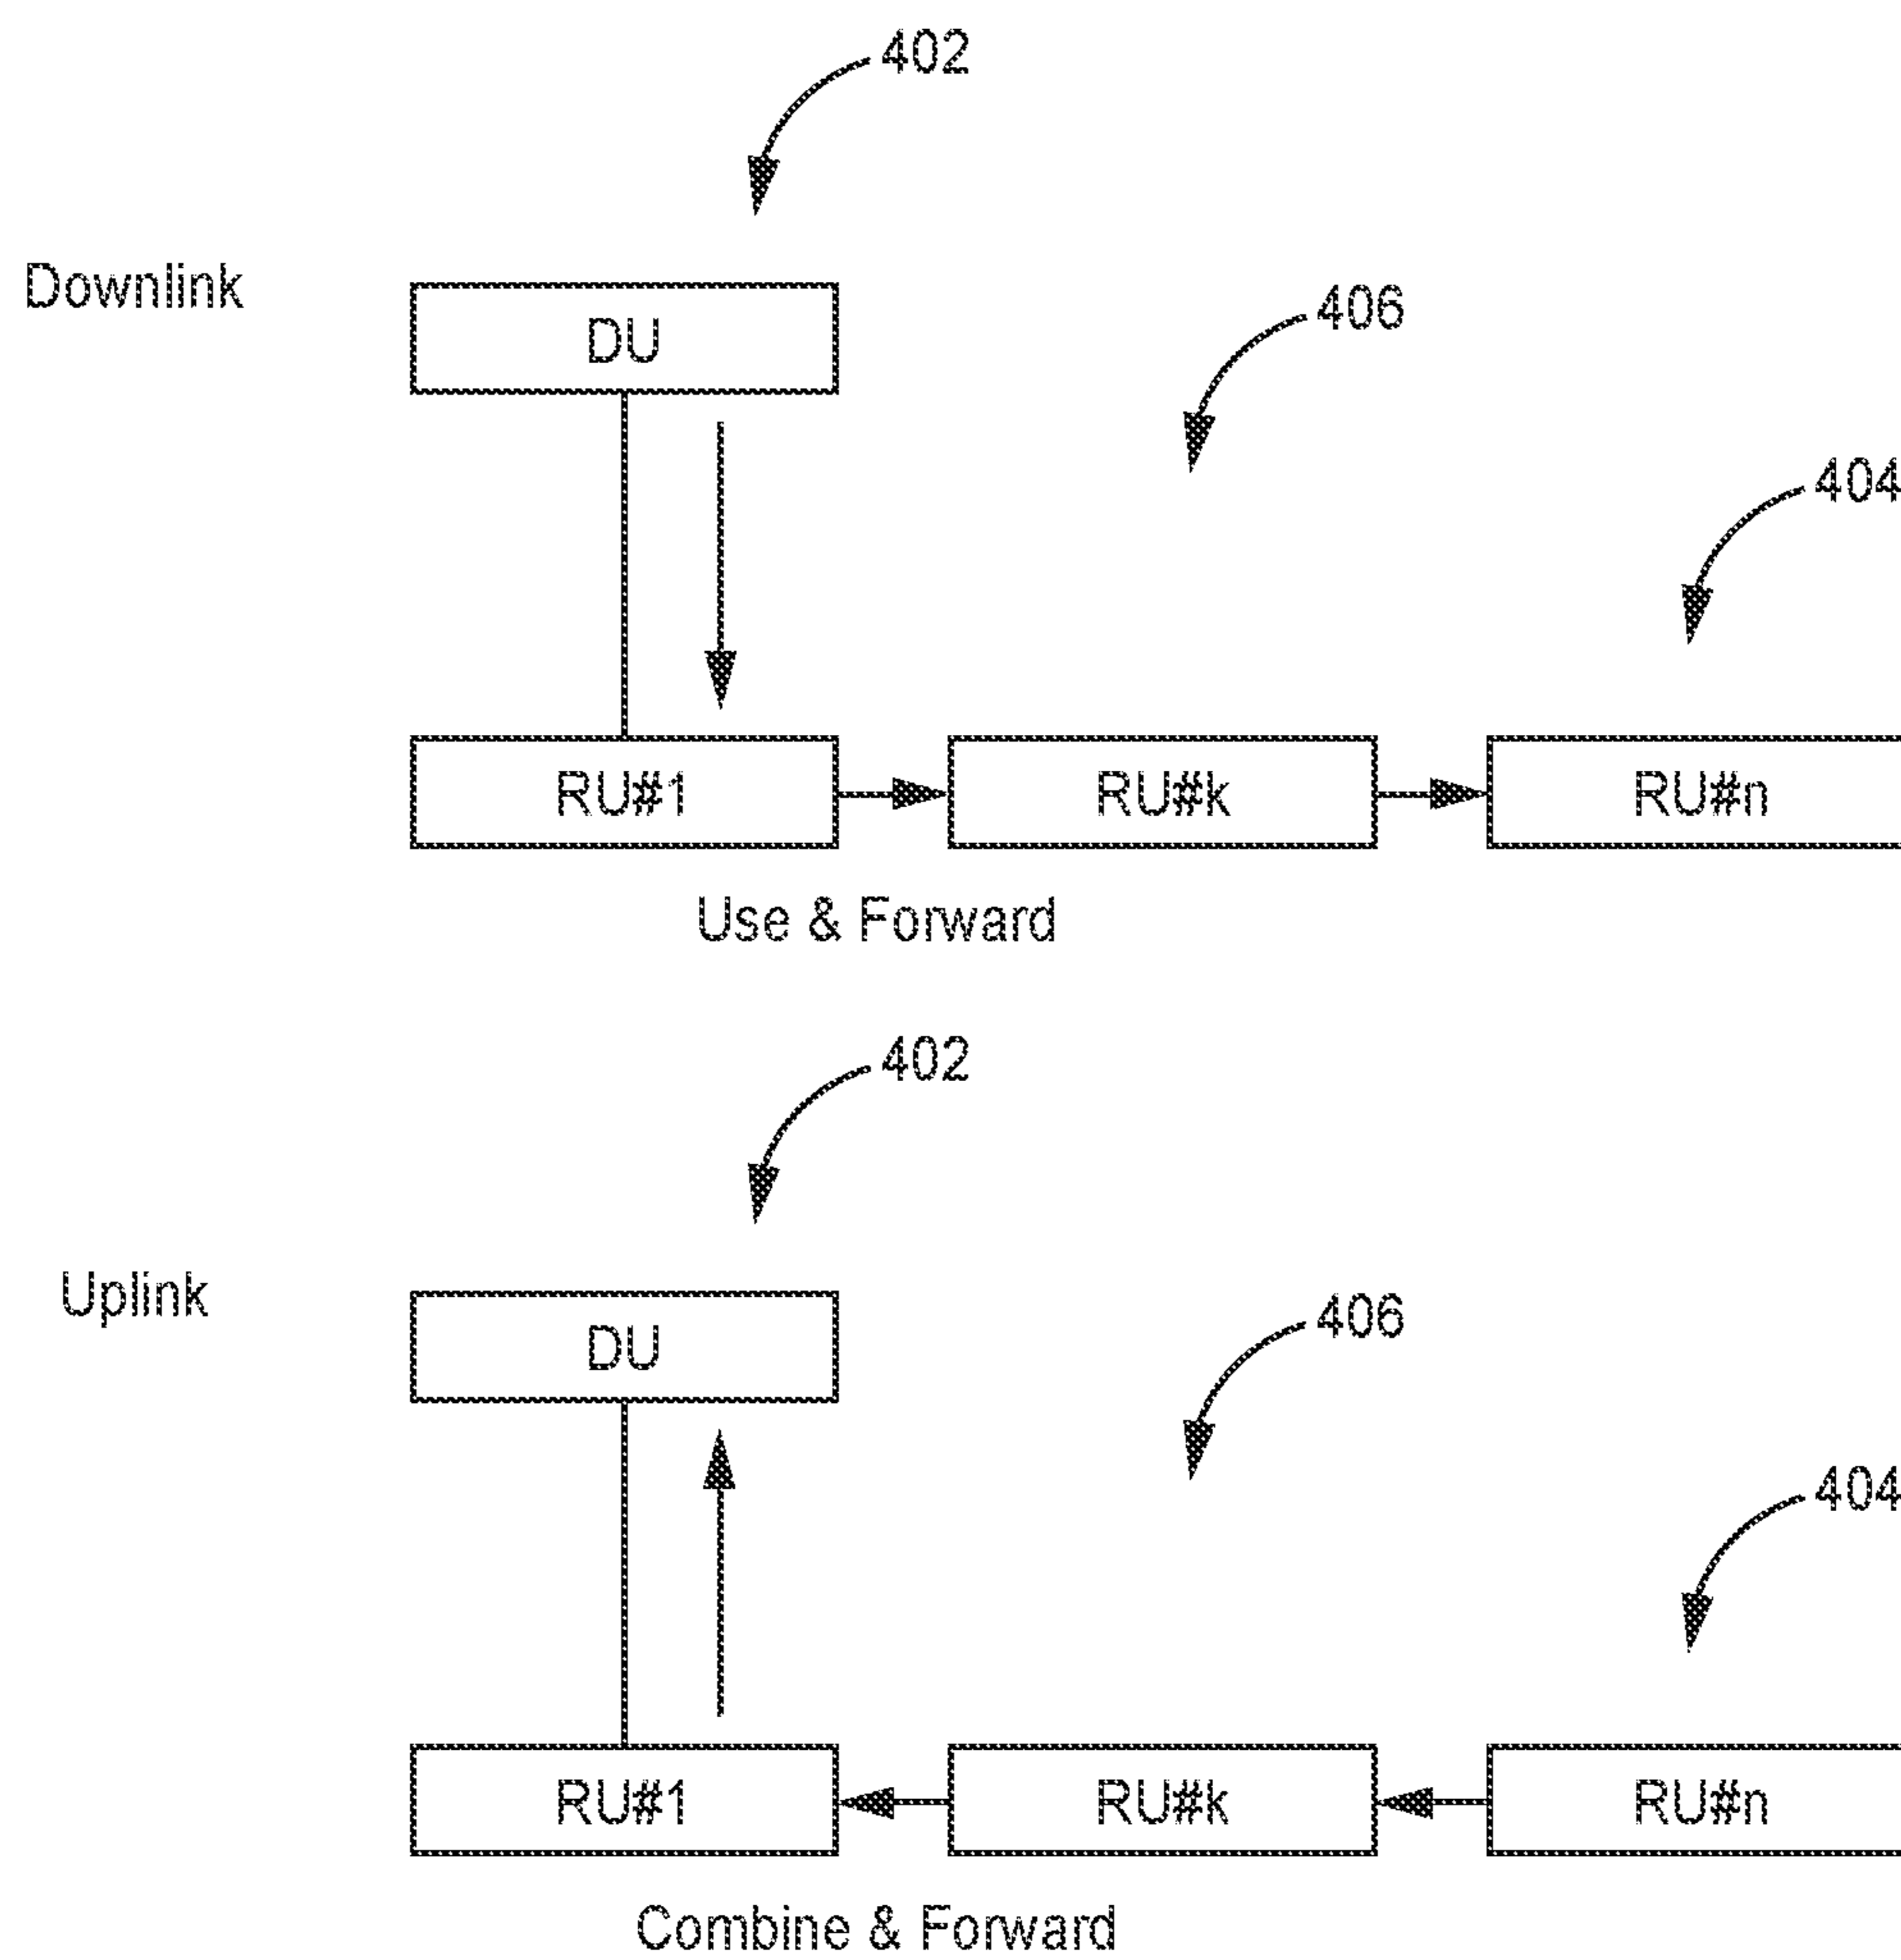 402
Downlink
DU
406
404
RU#1
RU#k
RU#n
Use & Forward
402
Uplink
DU
406
404
RU#1
RU#k
RU#n
Combine & Forward